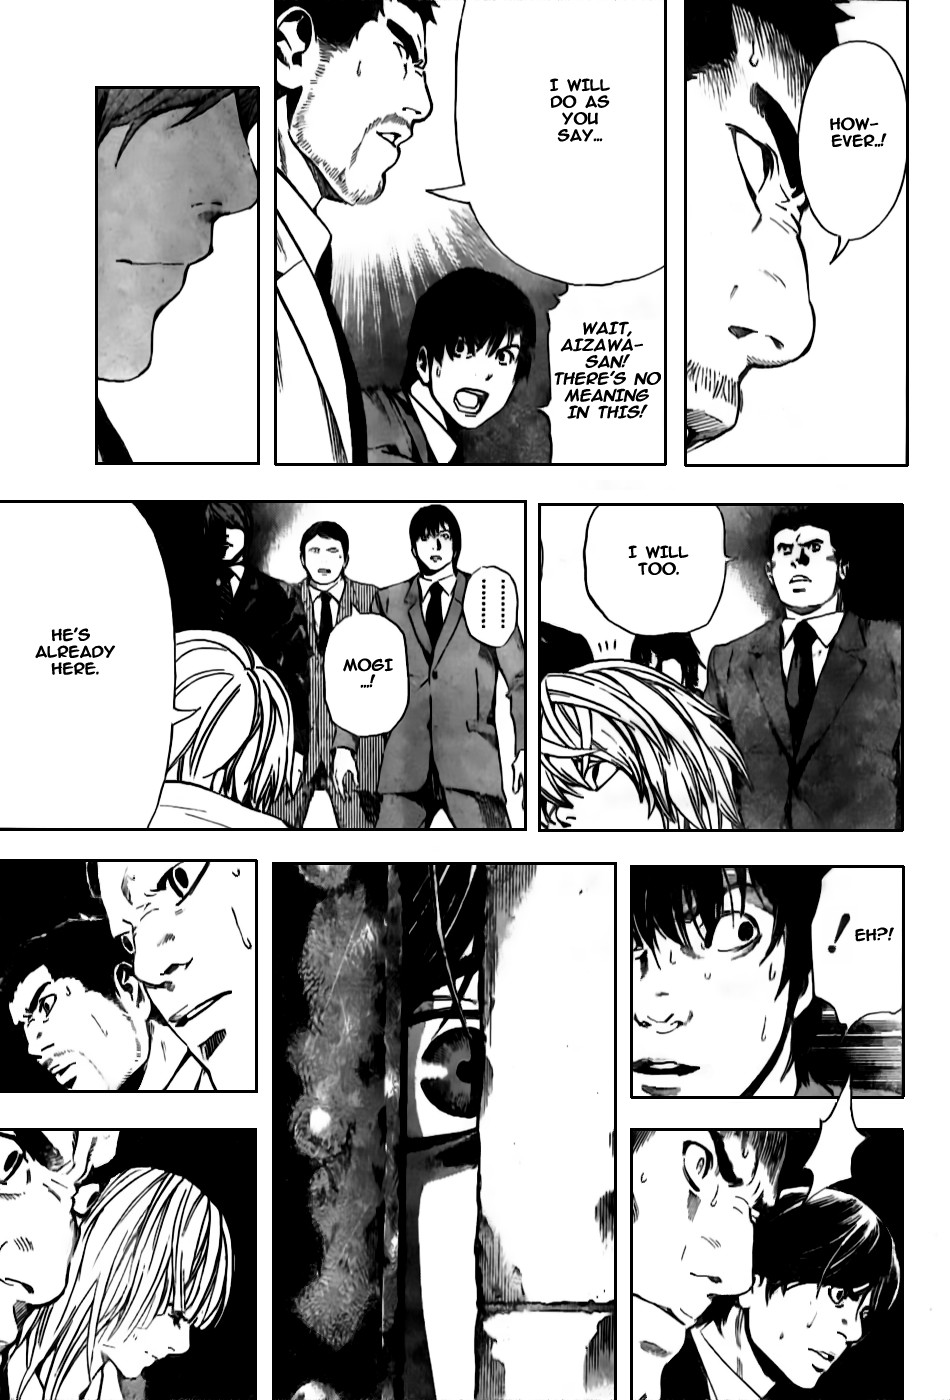 HOW-
EVER..!
I WILL
DO AS
YOU
SAY...
WAIT,
AIZAWA-
SAN!
THERE'S NO
MEANING
IN THIS!
I WILL
TOO.
.........
MOGI
...!
HE'S
ALREADY
HERE.
! EH?!